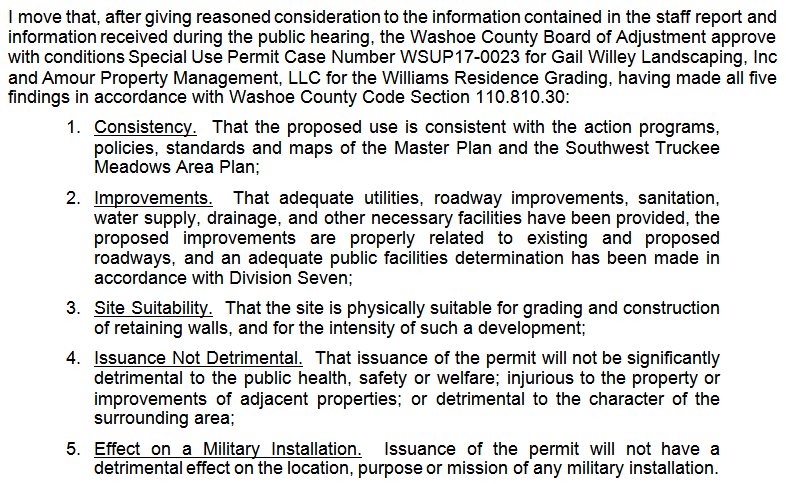 I move that, after giving reasoned consideration to the information contained in the staff report and
information received during the public hearing, the Washoe County Board of Adjustment approve
with conditions Special Use Permit Case Number WSUP17-0023 for Gail Willey Landscaping, Inc
and Amour Property Management, LLC for the Williams Residence Grading, having made all five
findings in accordance with Washoe County Code Section 110.810.30:
1. Consistency. That the proposed use is consistent with the action programs,
policies, standards and maps of the Master Plan and the Southwest Truckee
Meadows Area Plan;
2. Improvements. That adequate utilities, roadway improvements, sanitation,
water supply, drainage, and other necessary facilities have been provided, the
proposed improvements are properly related to existing and proposed
roadways, and an adequate public facilities determination has been made in
accordance with Division Seven;
3. Site Suitability. That the site is physically suitable for grading and construction
of retaining walls, and for the intensity of such a development;
4. Issuance Not Detrimental. That issuance of the permit will not be significantly
detrimental to the public health, safety or welfare; injurious to the property or
improvements of adjacent properties; or detrimental to the character of the
surrounding area;
5. Effect on a Military Installation. Issuance of the permit will not have a
detrimental effect on the location, purpose or mission of any military installation.